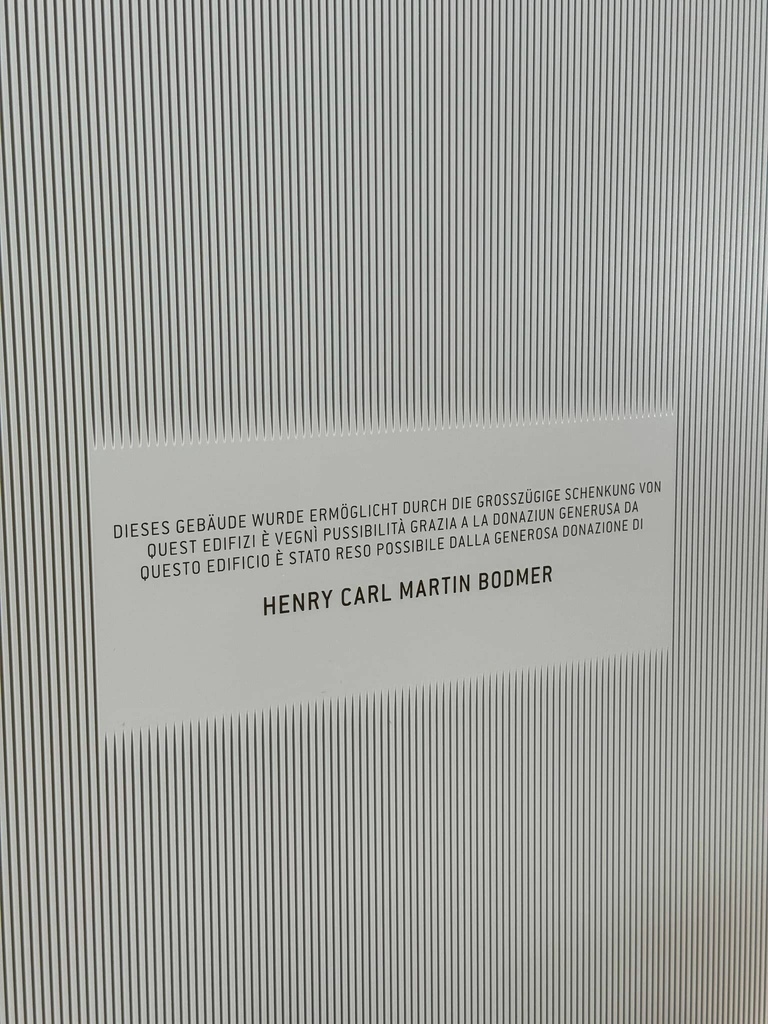 DIESES GEBÄUDE WURDE ERMÖGLICHT DURCH DIE GROSSZÜGIGE SCHENKUNG VON
QUEST EDIFIZI È VEGNÌ PUSSIBILITÀ GRAZIA A LA DONAZIUN GENERUSA DA
QUESTO EDIFICIO È STATO RESO POSSIBILE DALLA GENEROSA DONAZIONE DI
HENRY CARL MARTIN BODMER